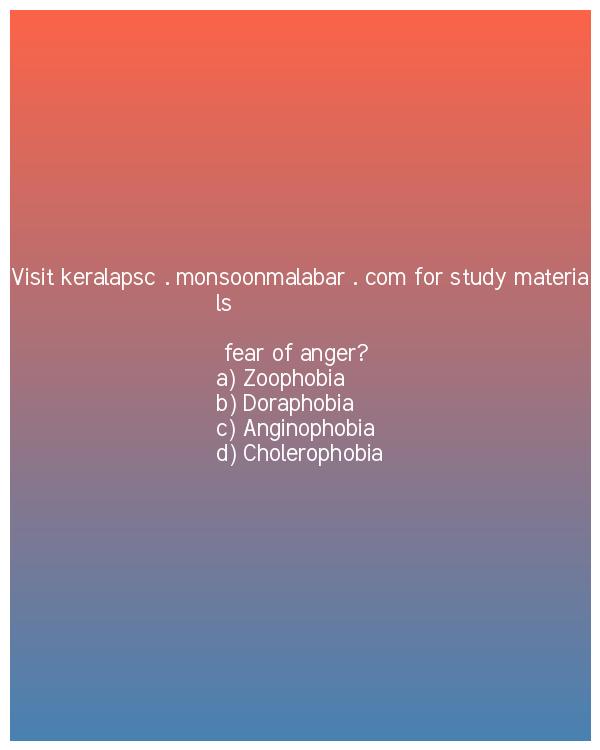 Visit keralapsc . monsoonmalabar . com for study materia
ls
fear of anger?
a) Zoophobia
b) Doraphobia
c) Anginophobia
d) Cholerophobia